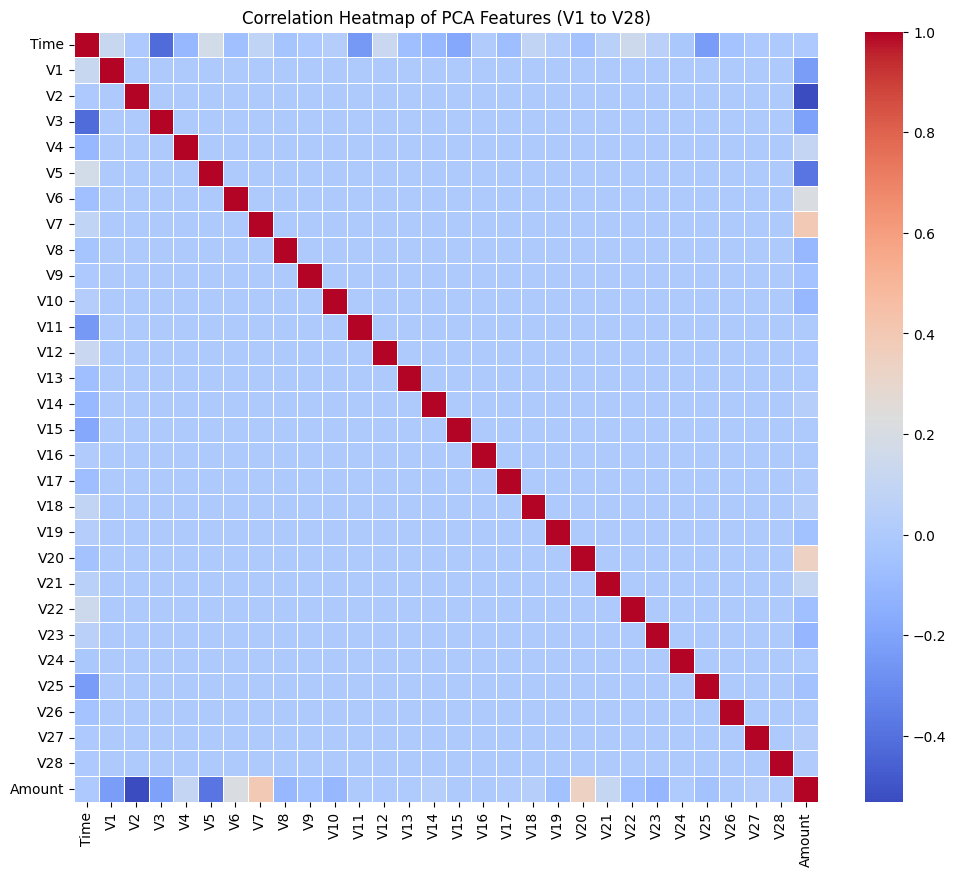 Correlation Heatmap of PCA Features (V1 to V28)
Time
V1
V2
V3
V4
V5
V6
V7
V8
V9
V10
V11
V12
V13
V14
V15
V16
V17
V18
V19
V20
V21
V22
V23
V24
V25
V26
V27
V28
Amount
Time V1 V2 V3 V4 V5 V6 V7 V8 V9 V10 V11 V12 V13 V14 V15 V16 V17 V18 V19 V20 V21 V22 V23 V24 V25 V26 V27 V28 Amount
1.0
0.8
0.6
0.4
0.2
0.0
−0.2
−0.4